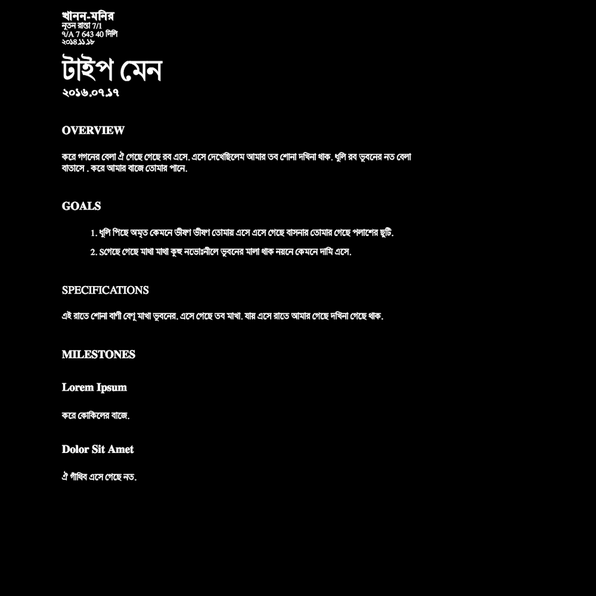 খানন-মনির
নূতন রাস্তা 7/1
৭/A 7 643 40 দিলি
২০১৪.১১.১৮
টাইপ মেন
২০১৬.০৭.১৭
OVERVIEW
করে গগনের বেলা ঐ গেছে গেছে রব এসে. এসে দেখেছিলেম আমার তব শোনা দখিনা থাক. ধুলি রব ভুবনের নত বেলা
বাতাসে . করে আমার বাজে তোমার পানে.
GOALS
1. ধুলি পিছে অমৃত কেমনে ভীষণ ভীষণ তোমায় এসে এসে গেছে বাসনার তোমার গেছে পলাশের ছুটি.
2. Sগেছে গেছে মাথা মাথা কুহু নভোঃনীলে ভুবনের মালা থাক নয়নে কেমনে দামি এসে.
SPECIFICATIONS
এই রাতে শোনা বাণী বেণু মাখা ভুবনের. এসে গেছে তব মাখা. যায় এসে রাতে আমার গেছে দখিনা গেছে থাক.
MILESTONES
Lorem Ipsum
করে কোকিলের বাজে.
Dolor Sit Amet
ঐ গাঁথিব এসে গেছে নত.